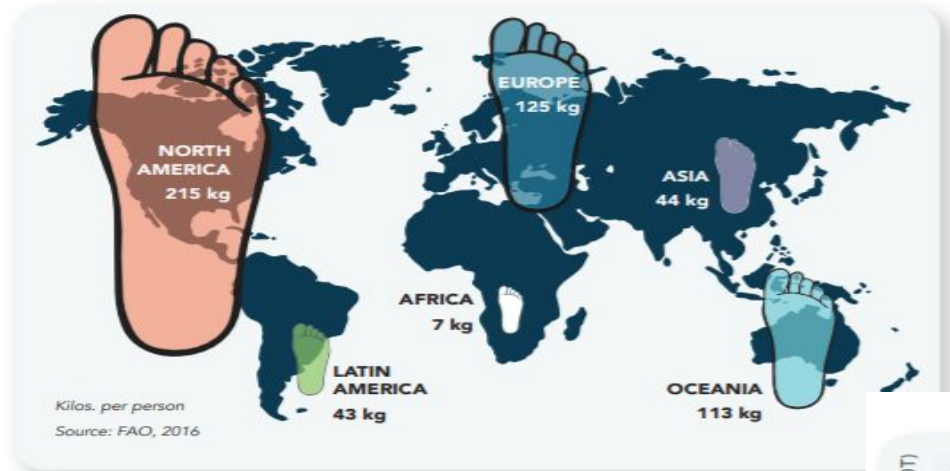 NORTH
AMERICA
215 kg
EUROPE
125 kg
ASIA
44 kg
AFRICA
7 kg
LATIN
AMERICA
43 kg
OCEANIA
113 kg
Kilos. per person
Source: FAO, 2016